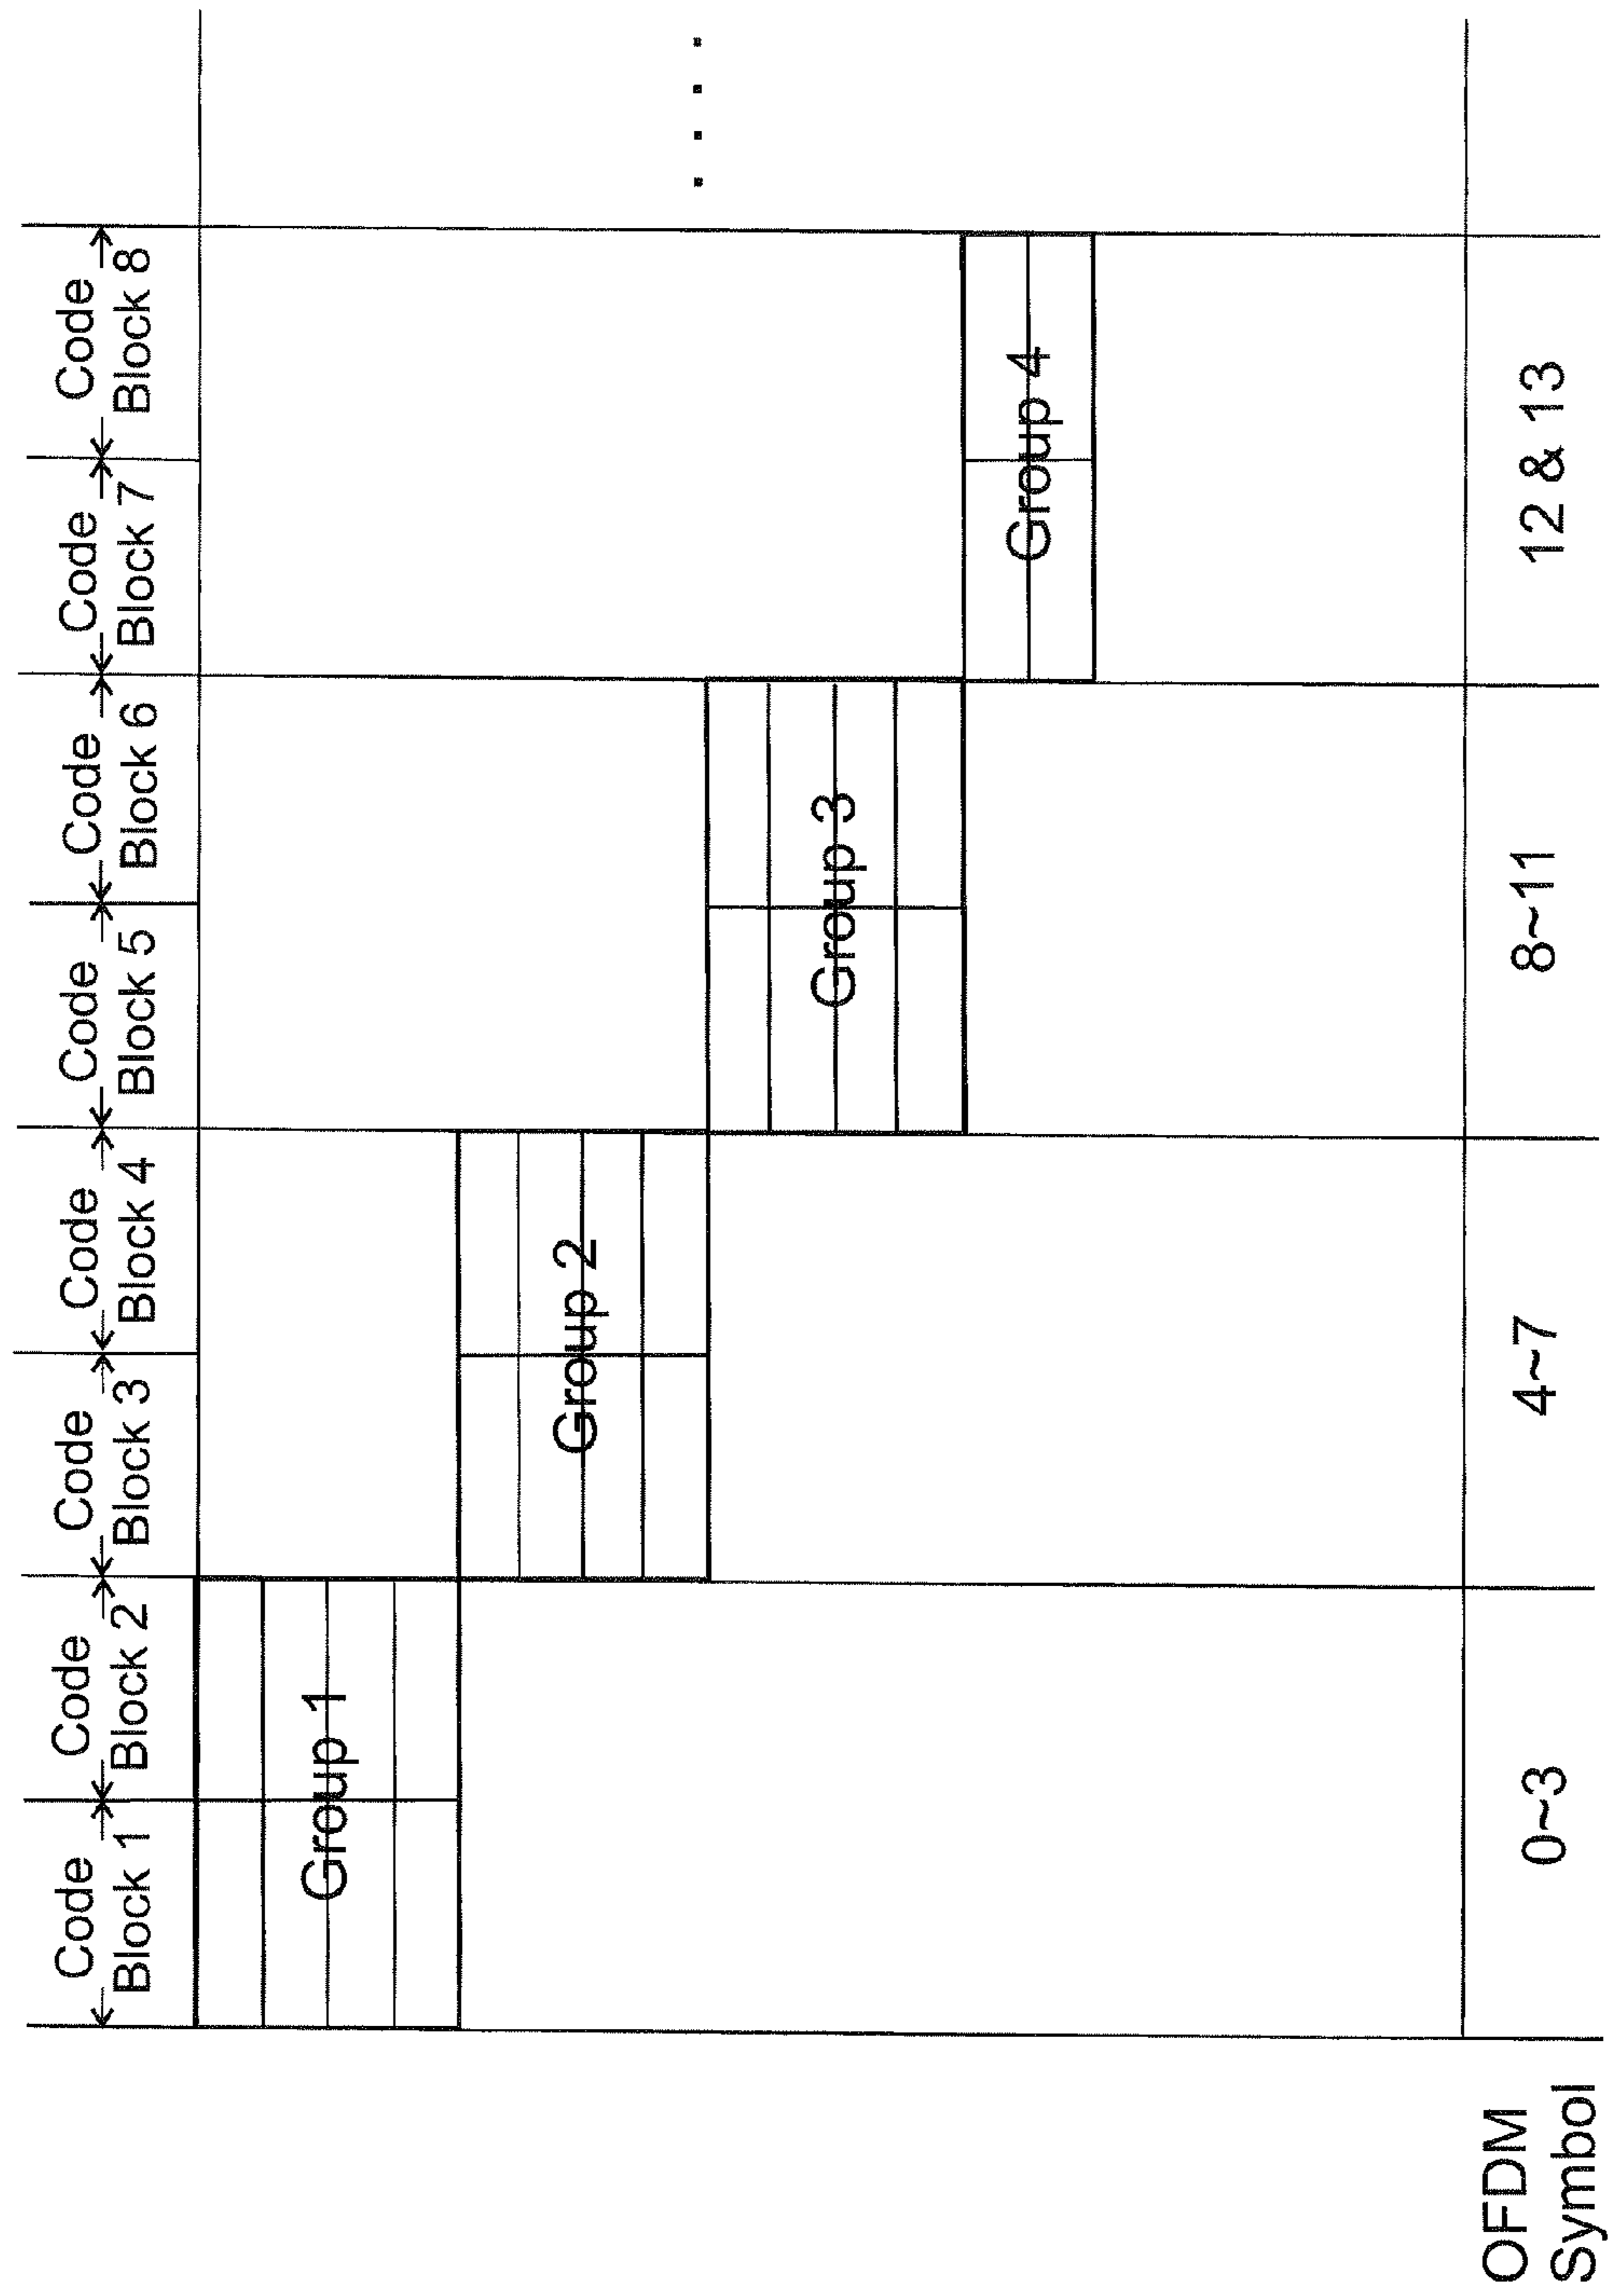 Code
Block 1
Code
Block 2
Code
Block 3
Code
Block 4
Code
Block 5
Code
Block 6
Code
Block 7
Code
Block 8
Group 1
Group 2
Group 3
Group 4
. . . .
OFDM
Symbol
0~3
4~7
8~11
12 & 13